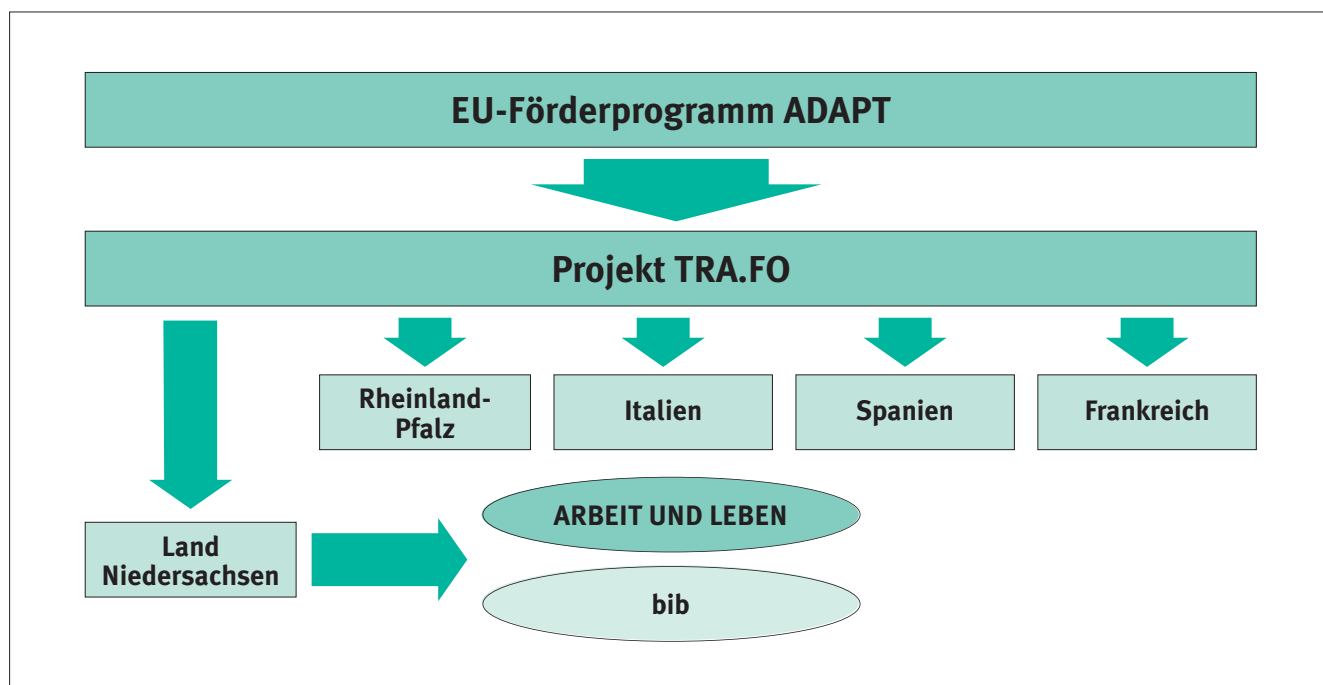 EU-Förderprogramm ADAPT
Projekt TRA.FO
Rheinland-
Pfalz
Italien
Spanien
Frankreich
ARBEIT UND LEBEN
Land
Niedersachsen
bib